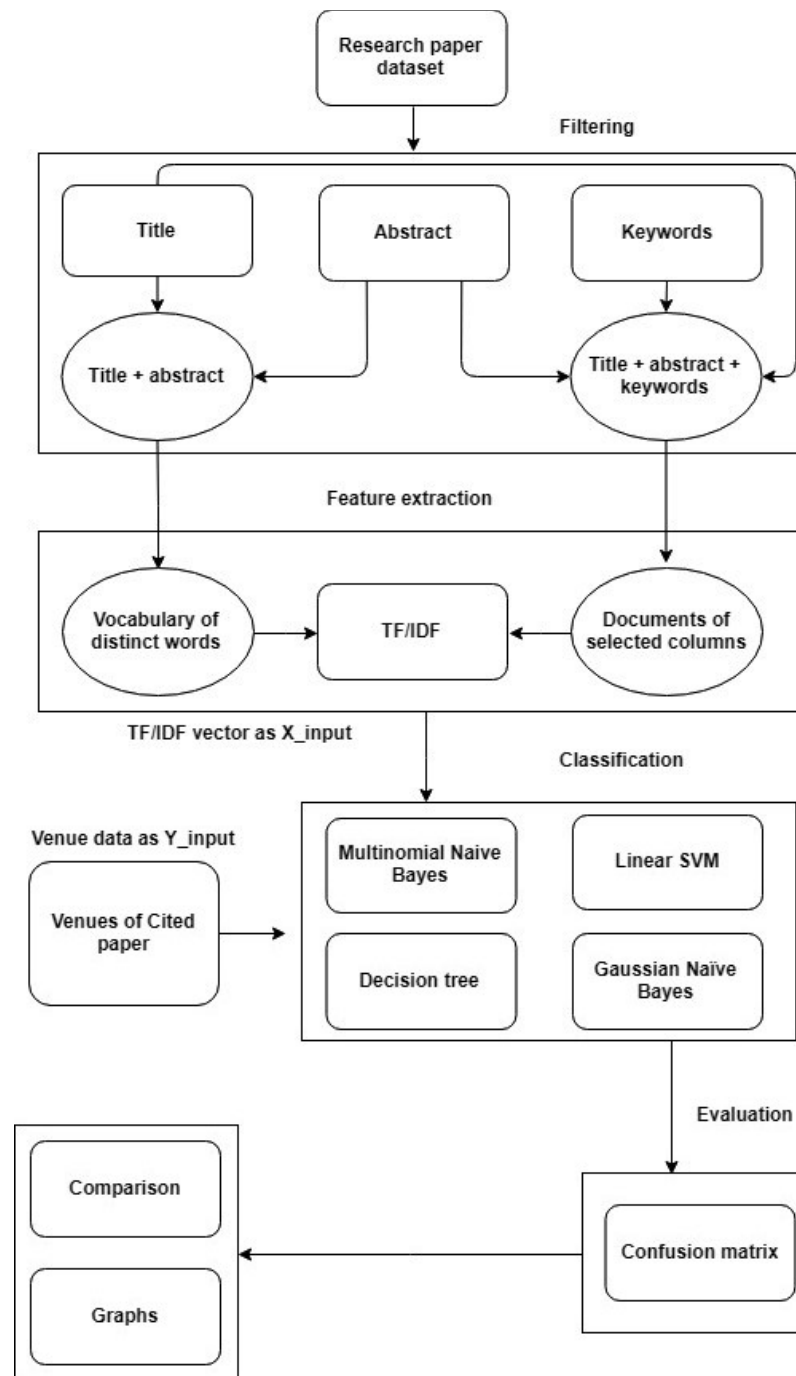 Research paper
dataset
Filtering
Title
Abstract
Keywords
Title + abstract
Title + abstract +
keywords
Feature extraction
Vocabulary of
distinct words
TF/IDF
Documents of
selected columns
TF/IDF vector as X_input
Classification
Venue data as Y_input
Multinomial Naive
Bayes
Linear SVM
Venues of Cited
paper
Decision tree
Gaussian Naïve
Bayes
Evaluation
Comparison
Confusion matrix
Graphs